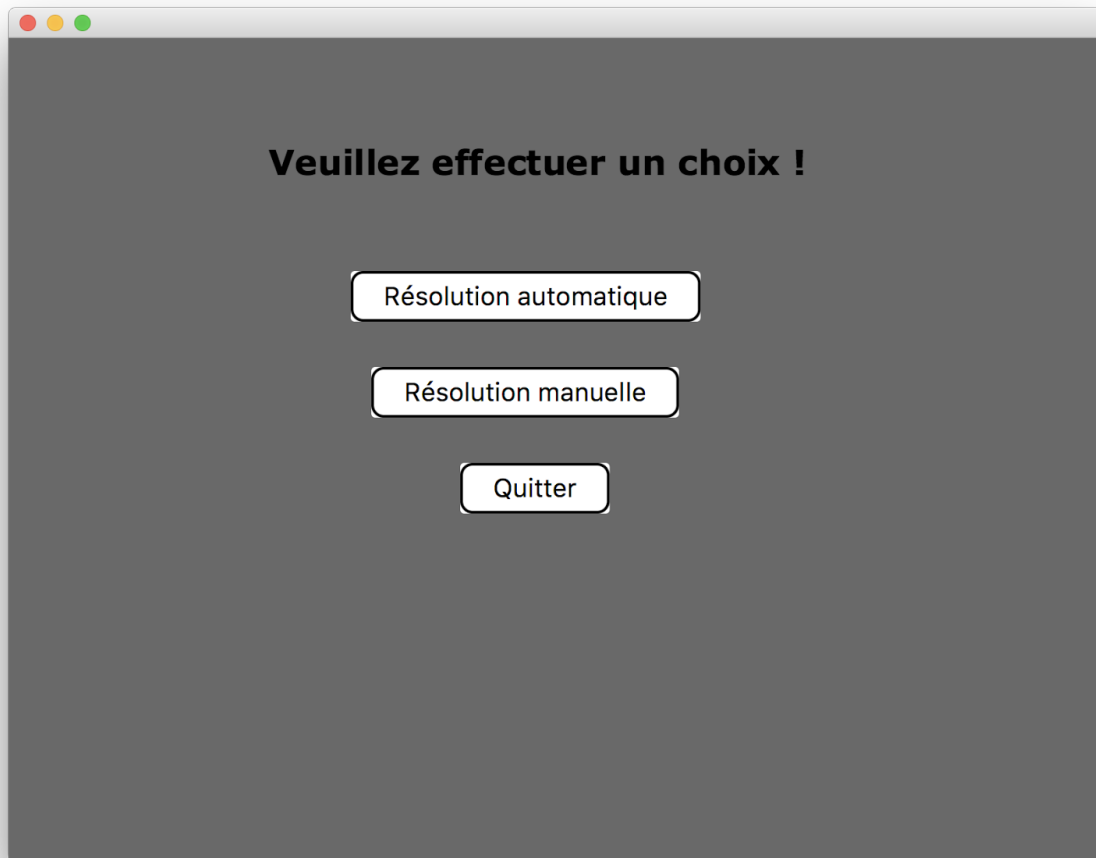 Veuillez effectuer un choix !
Résolution automatique
Résolution manuelle
Quitter